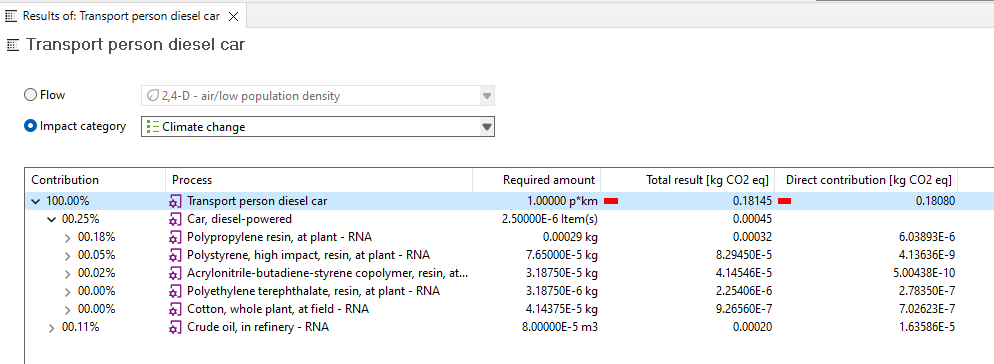 Results of: Transport person diesel car
Transport person diesel car
Flow 2,4-D - air/low population density
Impact category Climate change
Contribution Process Required amount Total result [kg CO2 eq] Direct contribution [kg CO2 eq]
100.00% Transport person diesel car 1.00000 p*km 0.18145 0.18080
00.25% Car, diesel-powered 2.50000E-6 Item(s) 0.00045
00.18% Polypropylene resin, at plant - RNA 0.00029 kg 0.00032 6.03893E-6
00.05% Polystyrene, high impact, resin, at plant - RNA 7.65000E-5 kg 8.29450E-5 4.13636E-9
00.02% Acrylonitrile-butadiene-styrene copolymer, resin, at... 3.18750E-5 kg 4.14546E-5 5.00438E-10
00.00% Polyethylene terephthalate, resin, at plant - RNA 3.18750E-6 kg 2.25406E-6 2.78350E-7
00.00% Cotton, whole plant, at field - RNA 4.14375E-5 kg 9.26560E-7 7.02623E-7
00.11% Crude oil, in refinery - RNA 8.00000E-5 m3 0.00020 1.63586E-5